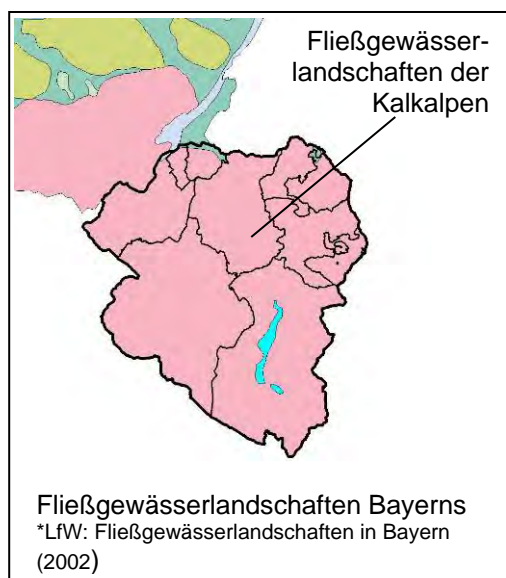 Fließgewässer-
landschaften der
Kalkalpen
Fließgewässerlandschaften Bayerns
*LfW: Fließgewässerlandschaften in Bayern
(2002)